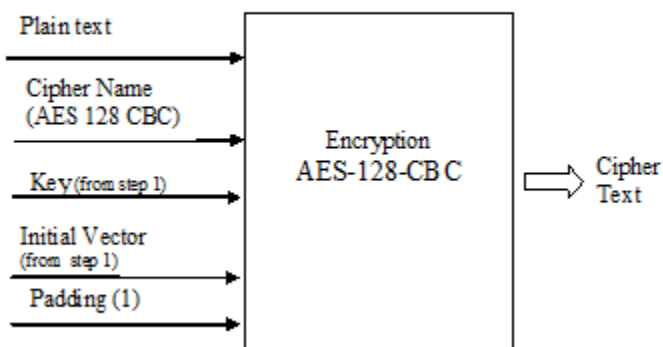 Plain text
Cipher Name
(AES 128 CBC)
Key (from step 1)
Initial Vector
(from step 1)
Padding (1)
Encryption
AES-128-CBC
Cipher
Text